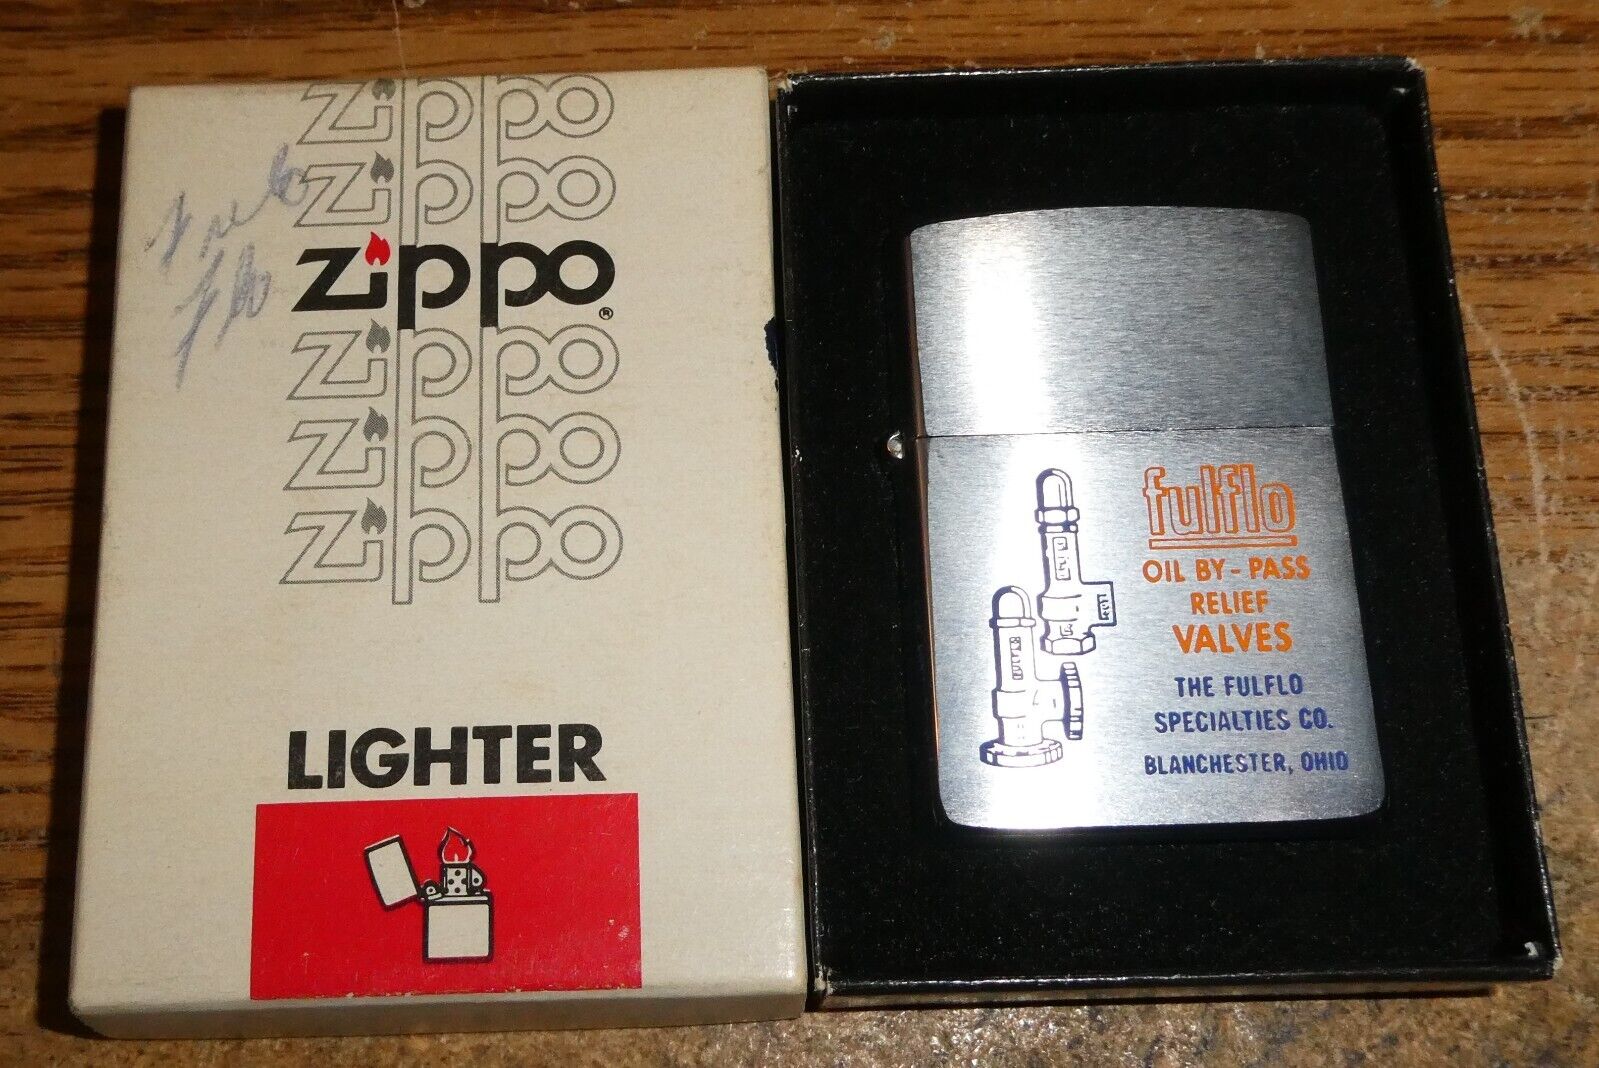 Zippo
Zippo
Zippo®
Zippo
Zippo
Zippo
LIGHTER
fulflo
OIL BY-PASS
RELIEF
VALVES
THE FULFLO
SPECIALTIES CO.
BLANCHESTER, OHIO
FULFLO